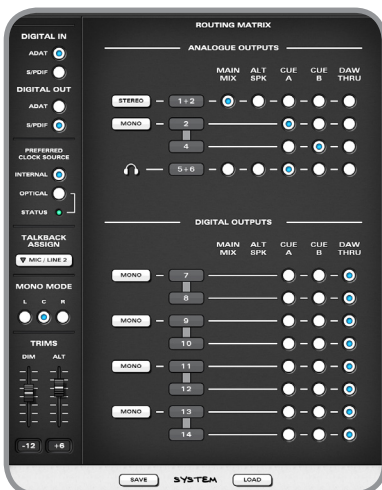 DIGITAL IN
ADAT
S/PDIF
DIGITAL OUT
ADAT
S/PDIF
PREFERRED
CLOCK SOURCE
INTERNAL
OPTICAL
STATUS
TALKBACK
ASSIGN
MIC / LINE 2
MONO MODE
L C R
TRIMS
DIM ALT
-12 +6
ROUTING MATRIX
ANALOGUE OUTPUTS
MAIN MIX ALT SPK CUE A CUE B DAW THRU
STEREO 1+2
MONO 2
4
5+6
DIGITAL OUTPUTS
MAIN MIX ALT SPK CUE A CUE B DAW THRU
MONO 7
8
MONO 9
10
MONO 11
12
MONO 13
14
SAVE SYSTEM LOAD